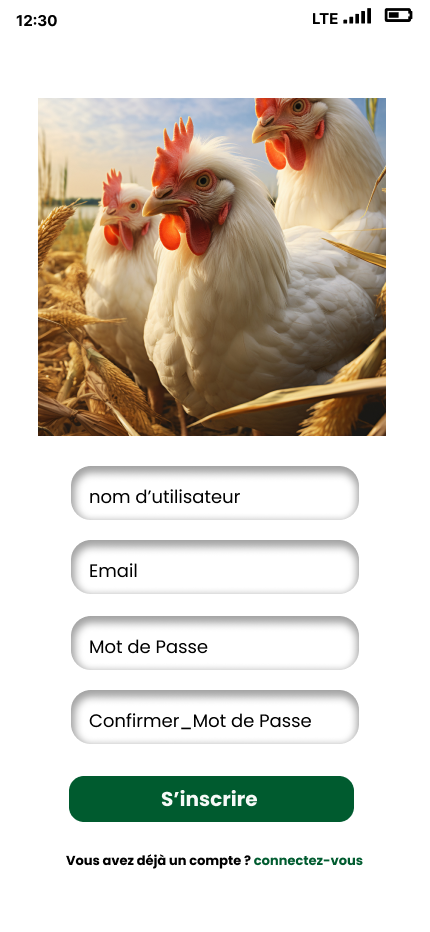 12:30
LTE
nom d’utilisateur
Email
Mot de Passe
Confirmer_Mot de Passe
S’inscrire
Vous avez déjà un compte ? connectez-vous